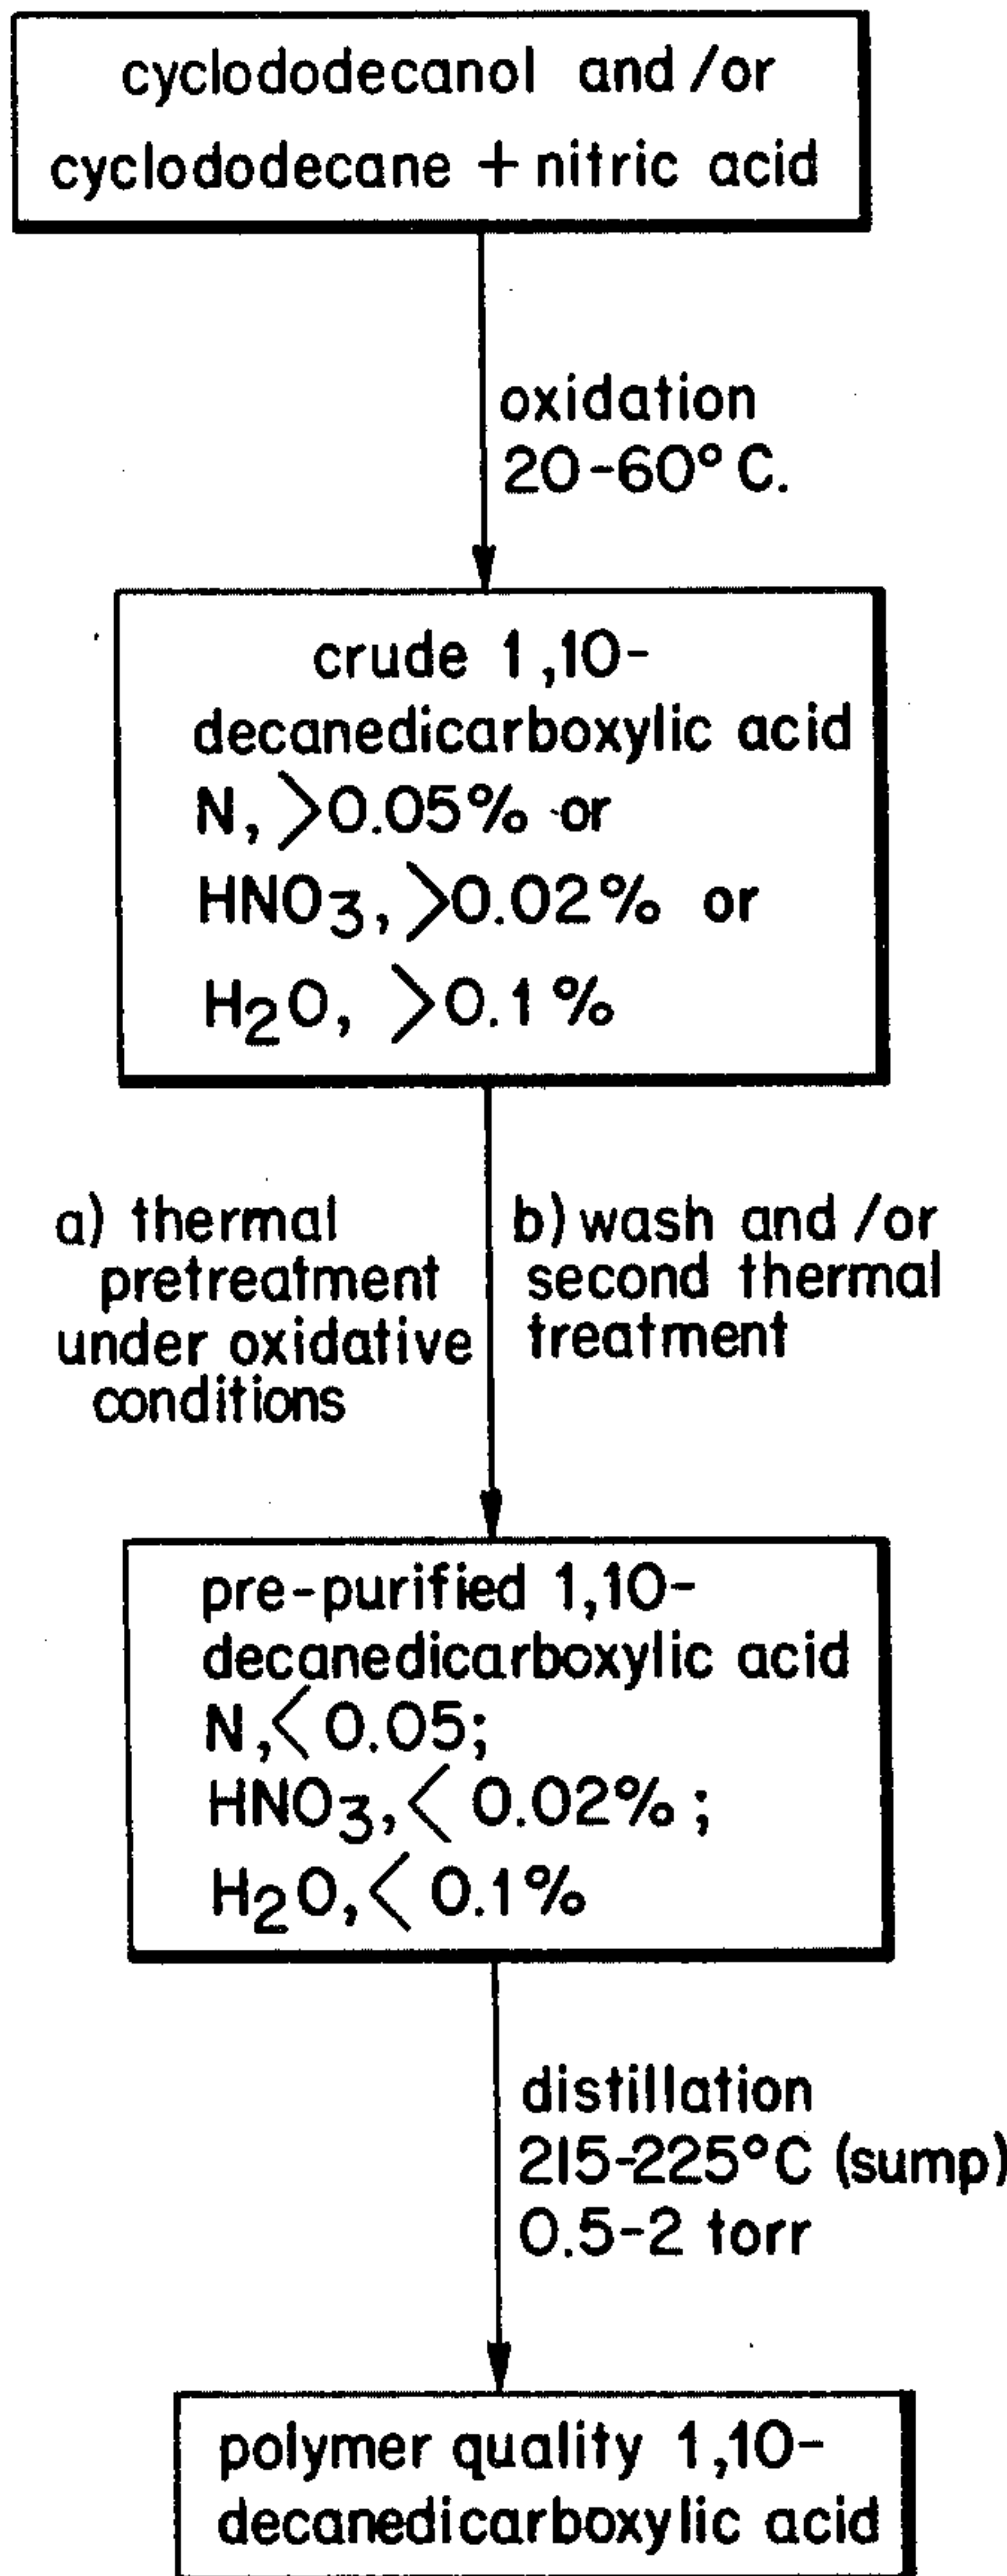 cyclododecanol and/or
cyclododecane + nitric acid
oxidation
20-60° C.
crude 1,10-
decanedicarboxylic acid
N, >0.05% or
HNO3, >0.02% or
H2O, >0.1%
a) thermal
pretreatment
under oxidative
conditions
b) wash and/or
second thermal
treatment
pre-purified 1,10-
decanedicarboxylic acid
N,< 0.05;
HNO3,< 0.02%;
H2O,< 0.1%
distillation
215-225°C (sump)
0.5-2 torr
polymer quality 1,10-
decanedicarboxylic acid